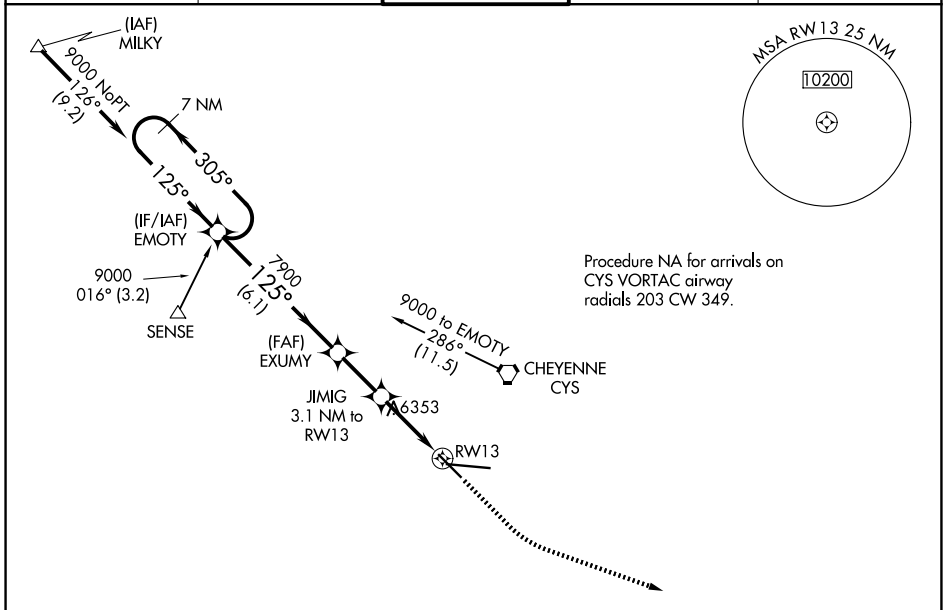 (IAF)
MILKY
9000 NoPT
126°
(9.2)
7 NM
305°
125°
(IF/IAF)
EMOTY
9000
016° (3.2)
SENSE
7900
125°
(6.1)
(FAF)
EXUMY
JIMIG
3.1 NM to
RW13
6353
RW13
9000 to EMOTY
286°
(11.5)
CHEYENNE
CYS
MSA RW13 25 NM
10200
Procedure NA for arrivals on
CYS VORTAC airway
radials 203 CW 349.